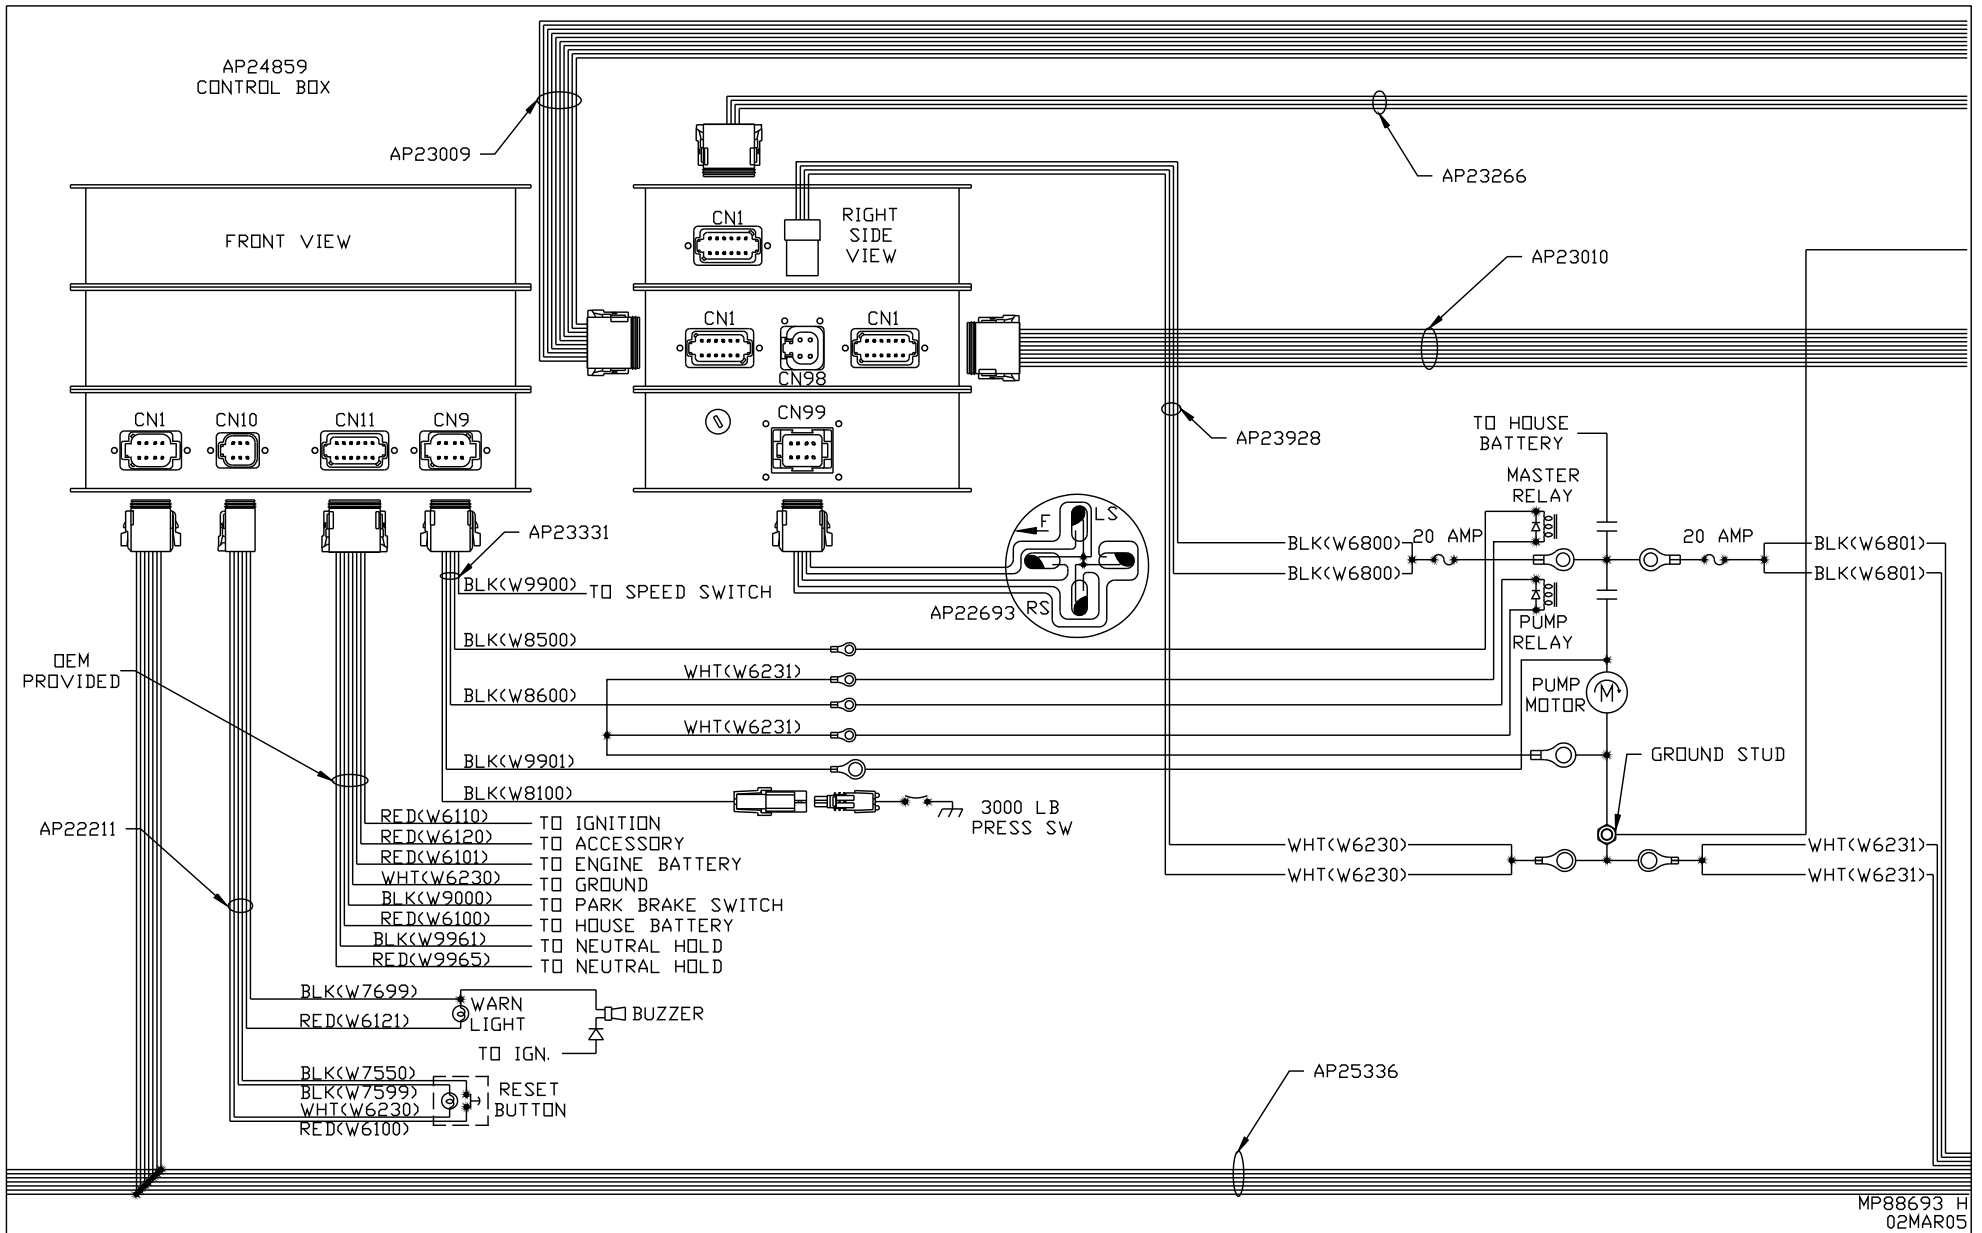 AP24859
CONTROL BOX
AP23009
AP23266
FRONT VIEW
CN1
RIGHT
SIDE
VIEW
AP23010
CN1
CN98
CN1
CN1
CN10
CN11
CN9
CN99
AP23928
TO HOUSE
BATTERY
MASTER
RELAY
AP23331
F
LS
RS
AP22693
BLK(W6800)
BLK(W6800)
20 AMP
20 AMP
BLK(W6801)
BLK(W6801)
BLK(W9900)
TO SPEED SWITCH
PUMP
RELAY
BLK(W8500)
WHT(W6231)
BLK(W8600)
WHT(W6231)
BLK(W9901)
BLK(W8100)
OEM
PROVIDED
PUMP
MOTOR
M
GROUND STUD
3000 LB
PRESS SW
AP22211
RED(W6110) TO IGNITION
RED(W6120) TO ACCESSORY
RED(W6101) TO ENGINE BATTERY
WHT(W6230) TO GROUND
BLK(W9000) TO PARK BRAKE SWITCH
RED(W6100) TO HOUSE BATTERY
BLK(W9961) TO NEUTRAL HOLD
RED(W9965) TO NEUTRAL HOLD
WHT(W6230)
WHT(W6230)
WHT(W6231)
WHT(W6231)
BLK(W7699)
RED(W6121)
WARN
LIGHT
BUZZER
TO IGN.
BLK(W7550)
BLK(W7599)
WHT(W6230)
RED(W6100)
RESET
BUTTON
AP25336
MP88693 H
02MAR05